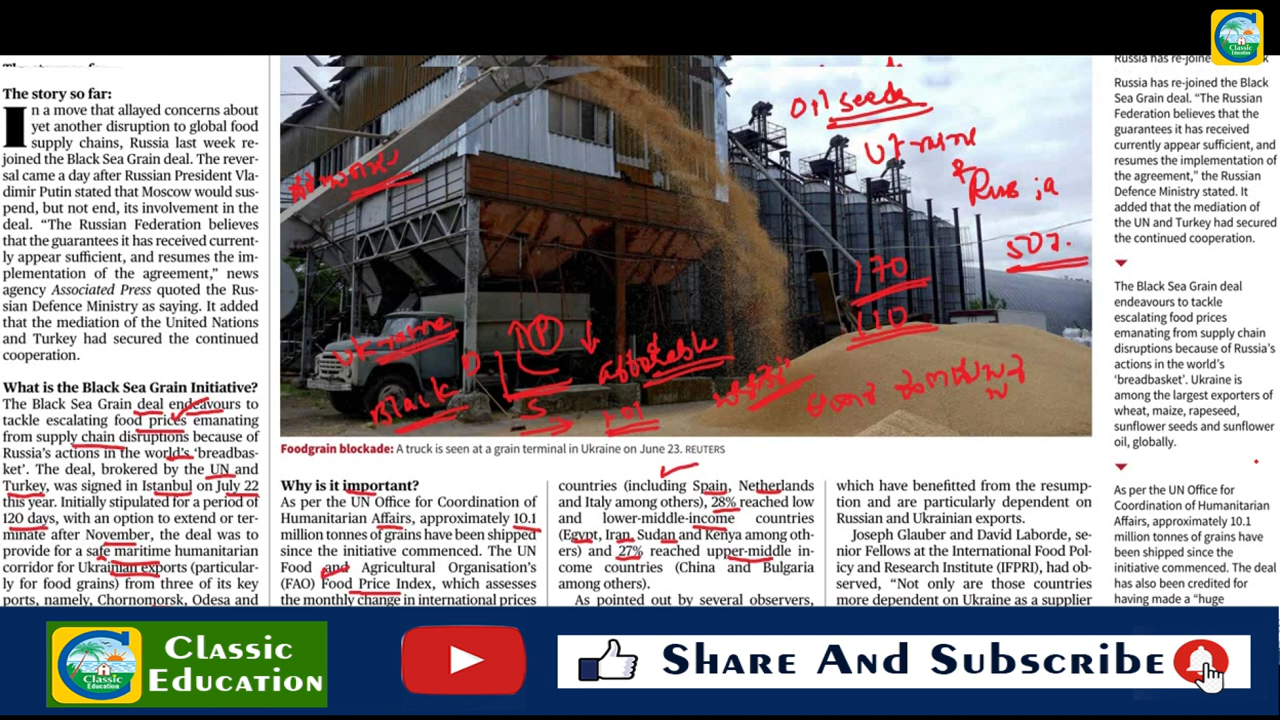 Classic
Education
The story so far:
In a move that allayed concerns about
yet another disruption to global food
supply chains, Russia last week re-
joined the Black Sea Grain deal. The rever-
sal came a day after Russian President Vla-
dimir Putin stated that Moscow would sus-
pend, but not end, its involvement in the
deal. “The Russian Federation believes
that the guarantees it has received current-
ly appear sufficient, and resumes the im-
plementation of the agreement,” news
agency Associated Press quoted the Rus-
sian Defence Ministry as saying. It added
that the mediation of the United Nations
and Turkey had secured the continued
cooperation.
What is the Black Sea Grain Initiative?
The Black Sea Grain deal endeavours to
tackle escalating food prices emanating
from supply chain disruptions because of
Russia’s actions in the world’s ‘breadbas-
ket’. The deal, brokered by the UN and
Turkey, was signed in Istanbul on July 22
this year. Initially stipulated for a period of
120 days, with an option to extend or ter-
minate after November, the deal was to
provide for a safe maritime humanitarian
corridor for Ukrainian exports (particular-
ly for food grains) from three of its key
ports, namely, Chornomorsk, Odesa and
Oil seeds
Ukraine
&
Russia
50%
170
110
Ukraine
Black
P
affordable
Foodgrain blockade: A truck is seen at a grain terminal in Ukraine on June 23. REUTERS
Why is it important?
As per the UN Office for Coordination of
Humanitarian Affairs, approximately 10.1
million tonnes of grains have been shipped
since the initiative commenced. The UN
Food and Agricultural Organisation’s
(FAO) Food Price Index, which assesses
the monthly change in international prices
countries (including Spain, Netherlands
and Italy among others), 28% reached low
and lower-middle-income countries
(Egypt, Iran, Sudan and Kenya among oth-
ers) and 27% reached upper-middle in-
come countries (China and Bulgaria
among others).
As pointed out by several observers,
which have benefitted from the resump-
tion and are particularly dependent on
Russian and Ukrainian exports.
Joseph Glauber and David Laborde, se-
nior Fellows at the International Food Pol-
icy and Research Institute (IFPRI), had ob-
served, “Not only are those countries
more dependent on Ukraine as a supplier
Russia has re-joined the Black
Sea Grain deal. “The Russian
Federation believes that the
guarantees it has received
currently appear sufficient, and
resumes the implementation of
the agreement,” the Russian
Defence Ministry stated. It
added that the mediation of
the UN and Turkey had secured
the continued cooperation.
The Black Sea Grain deal
endeavours to tackle
escalating food prices
emanating from supply chain
disruptions because of Russia’s
actions in the world’s
‘breadbasket’. Ukraine is
among the largest exporters of
wheat, maize, rapeseed,
sunflower seeds and sunflower
oil, globally.
As per the UN Office for
Coordination of Humanitarian
Affairs, approximately 10.1
million tonnes of grains have
been shipped since the
initiative commenced. The deal
has also been credited for
having made a “huge
Classic
Education
Classic
Education
Share And Subscribe